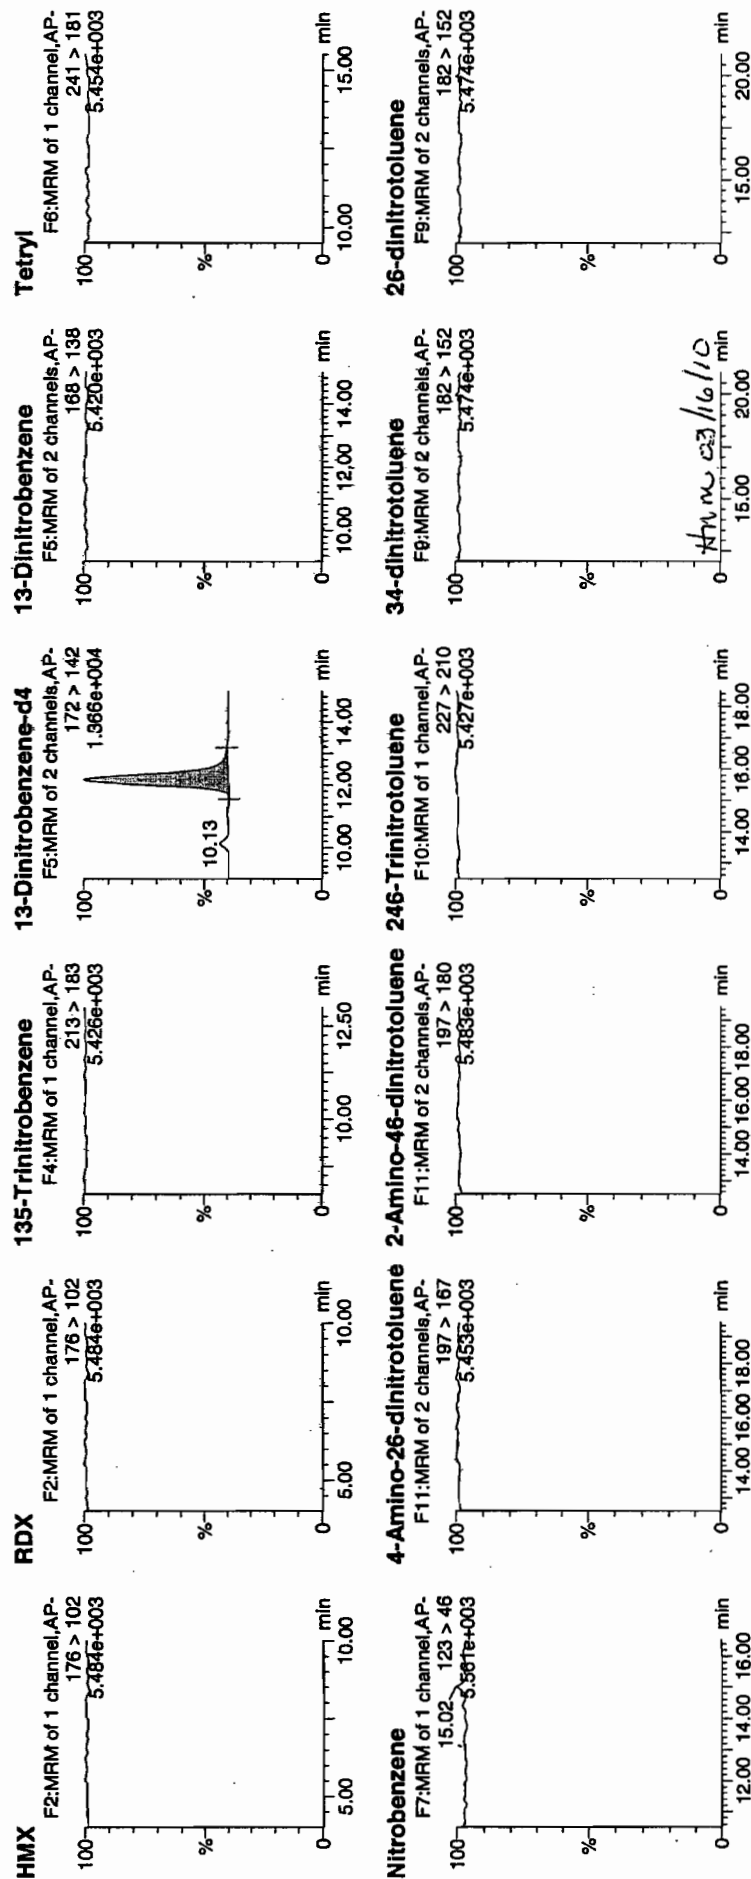 HMX
F2:MRM of 1 channel,AP-
176 > 102
5.484e+003
100
%
0
5.00 10.00 min
RDX
F2:MRM of 1 channel,AP-
176 > 102
5.484e+003
100
%
0
5.00 10.00 min
135-Trinitrobenzene
F4:MRM of 1 channel,AP-
213 > 183
5.426e+003
100
%
0
10.00 12.50 min
13-Dinitrobenzene-d4
F5:MRM of 2 channels,AP-
172 > 142
1.366e+004
100
%
10.13
0
10.00 12.00 14.00 min
13-Dinitrobenzene
F5:MRM of 2 channels,AP-
168 > 138
5.420e+003
100
%
0
10.00 12.00 14.00 min
Tetryl
F6:MRM of 1 channel,AP-
241 > 181
5.454e+003
100
%
0
10.00 15.00 min
Nitrobenzene
F7:MRM of 1 channel,AP-
15.02 123 > 46
5.561e+003
100
%
0
12.00 14.00 16.00 min
4-Amino-26-dinitrotoluene
F11:MRM of 2 channels,AP-
197 > 167
5.453e+003
100
%
0
14.00 16.00 18.00 min
2-Amino-46-dinitrotoluene
F11:MRM of 2 channels,AP-
197 > 180
5.483e+003
100
%
0
14.00 16.00 18.00 min
246-Trinitrotoluene
F10:MRM of 1 channel,AP-
227 > 210
5.427e+003
100
%
0
14.00 16.00 18.00 min
34-dinitrotoluene
F9:MRM of 2 channels,AP-
182 > 152
5.474e+003
100
%
03/16/10
0
15.00 20.00 min
26-dinitrotoluene
F9:MRM of 2 channels,AP-
182 > 152
5.474e+003
100
%
0
15.00 20.00 min